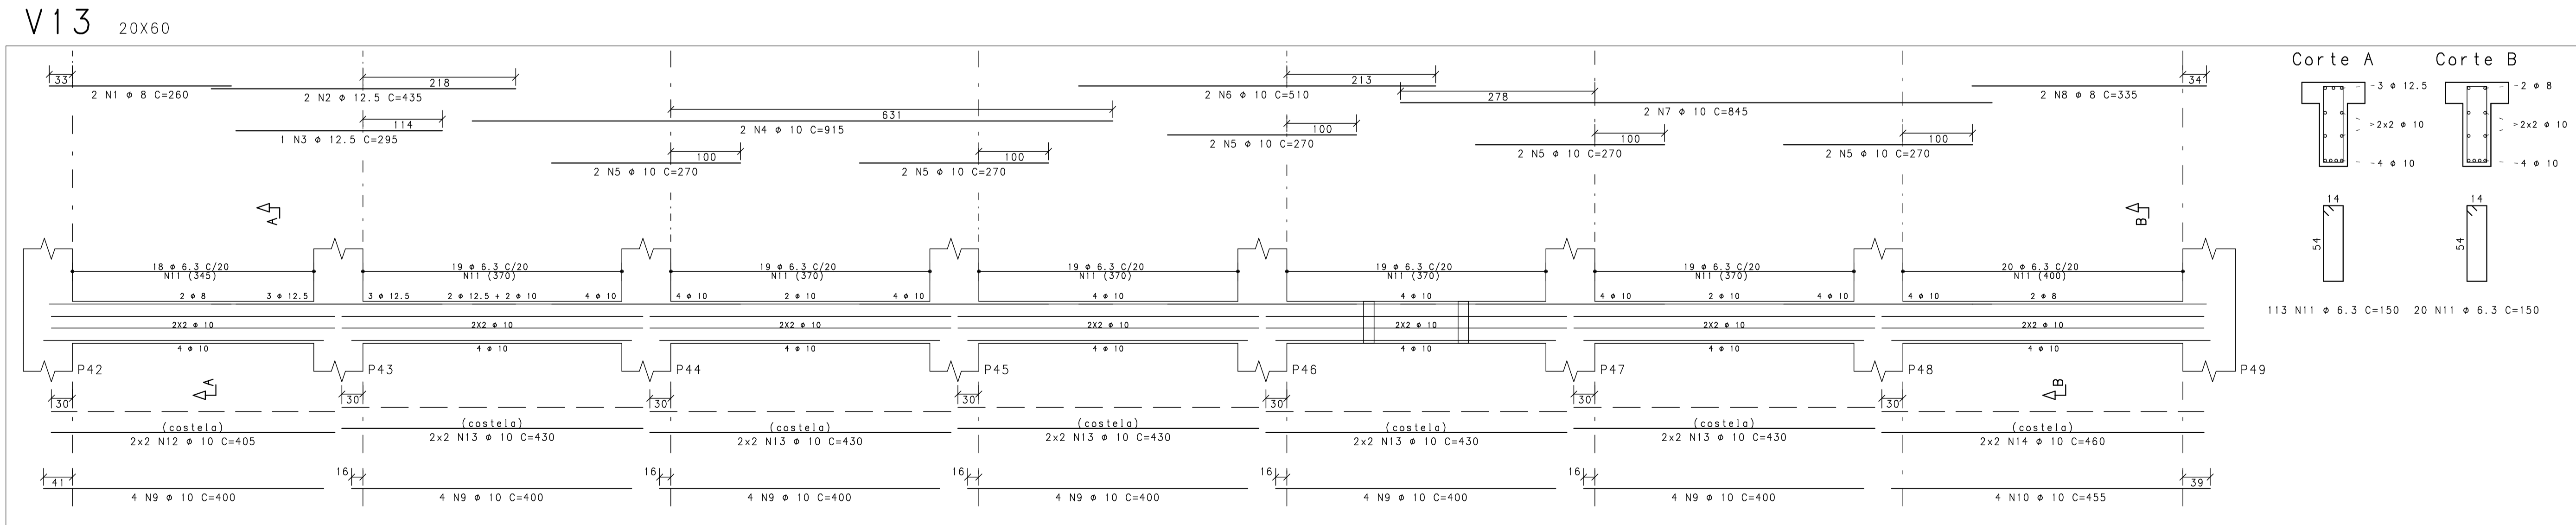 V13 20X60
Corte A Corte B
33 218 213 34
2 N1 φ 8 C=260 2 N2 φ 12.5 C=435 2 N6 φ 10 C=510 278 2 N8 φ 8 C=335
-3 φ 12.5 -2 φ 8
114 631 2 N7 φ 10 C=845
1 N3 φ 12.5 C=295 2 N4 φ 10 C=915 100 100 100
>2x2 φ 10 >2x2 φ 10
2 N5 φ 10 C=270 2 N5 φ 10 C=270 2 N5 φ 10 C=270
100 100
2 N5 φ 10 C=270 2 N5 φ 10 C=270
-4 φ 10 -4 φ 10
14 14
A B
54 54
18 φ 6.3 C/20 19 φ 6.3 C/20 19 φ 6.3 C/20 19 φ 6.3 C/20 19 φ 6.3 C/20 19 φ 6.3 C/20 20 φ 6.3 C/20
N11 (345) N11 (370) N11 (370) N11 (370) N11 (370) N11 (370) N11 (400)
2 φ 8 3 φ 12.5 3 φ 12.5 2 φ 12.5 + 2 φ 10 4 φ 10 4 φ 10 2 φ 10 4 φ 10 4 φ 10 4 φ 10 4 φ 10 2 φ 10 4 φ 10 4 φ 10 2 φ 8
113 N11 φ 6.3 C=150 20 N11 φ 6.3 C=150
2X2 φ 10 2X2 φ 10 2X2 φ 10 2X2 φ 10 2X2 φ 10 2X2 φ 10 2X2 φ 10
4 φ 10 4 φ 10 4 φ 10 4 φ 10 4 φ 10 4 φ 10 4 φ 10
P42 P43 P44 P45 P46 P47 P48 P49
A B
30 30 30 30 30 30 30
(costela) (costela) (costela) (costela) (costela) (costela) (costela)
2x2 N12 φ 10 C=405 2x2 N13 φ 10 C=430 2x2 N13 φ 10 C=430 2x2 N13 φ 10 C=430 2x2 N13 φ 10 C=430 2x2 N13 φ 10 C=430 2x2 N14 φ 10 C=460
41 16 16 16 16 16 39
4 N9 φ 10 C=400 4 N9 φ 10 C=400 4 N9 φ 10 C=400 4 N9 φ 10 C=400 4 N9 φ 10 C=400 4 N9 φ 10 C=400 4 N10 φ 10 C=455